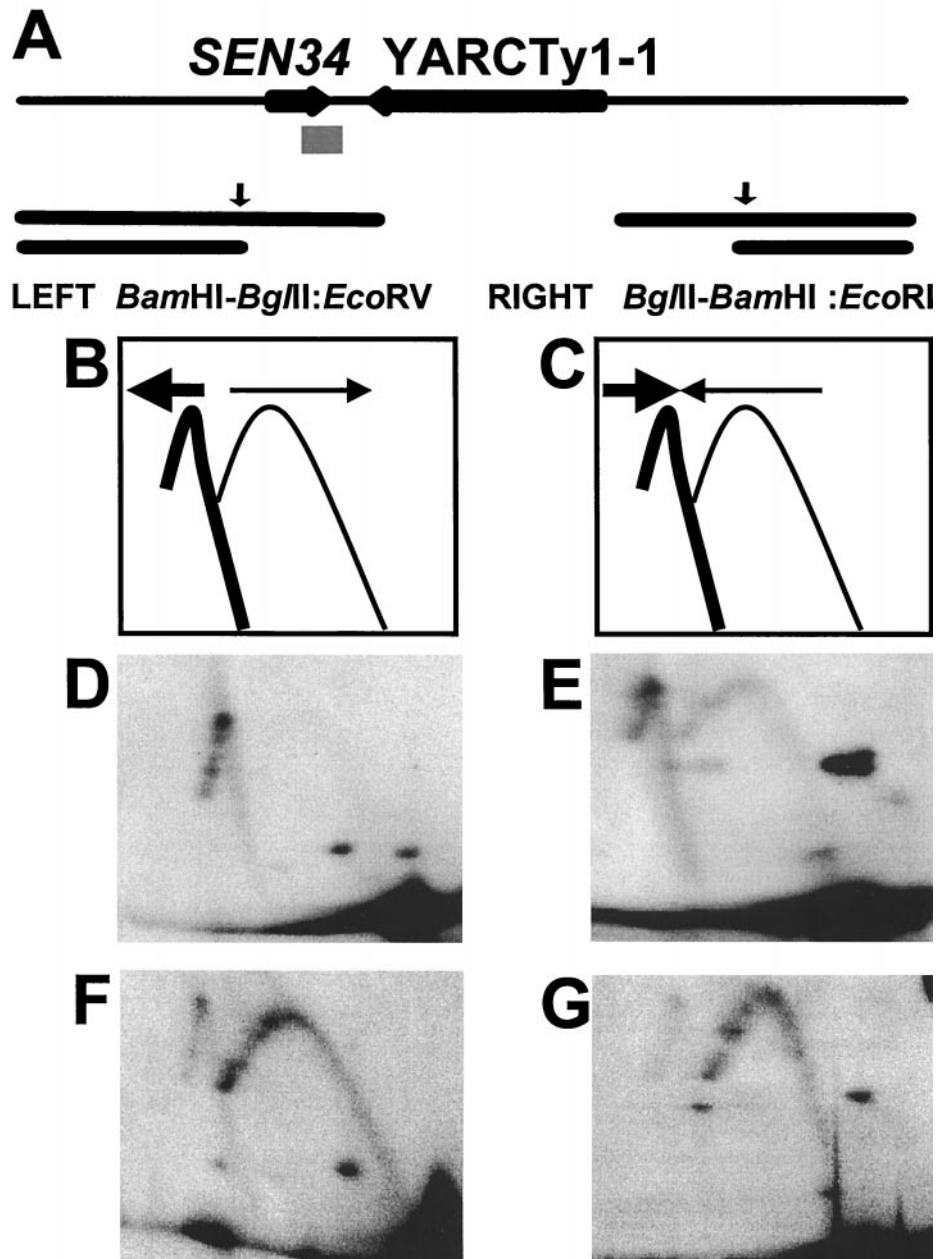 A
SEN34 YARCTy1-1
LEFT BamHI-BglII:EcoRV RIGHT BglII-BamHI :EcoRI
B C
D E
F G